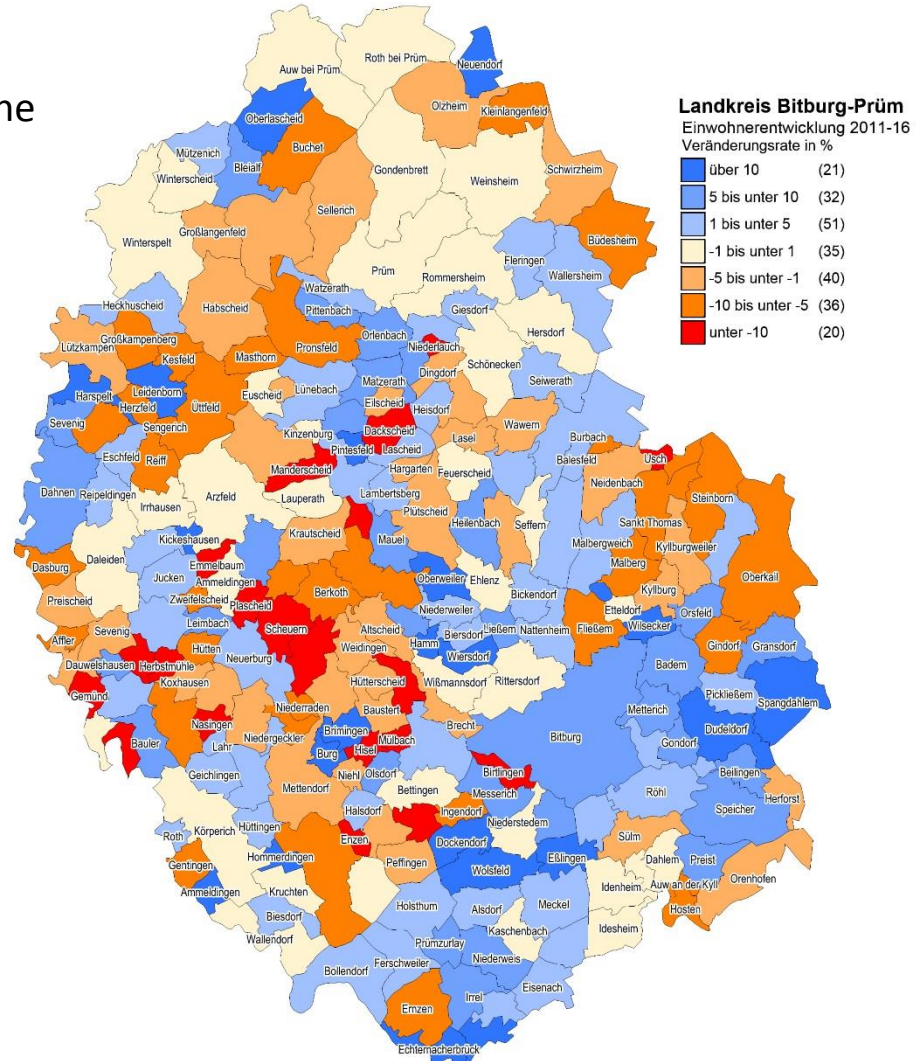 ne
Landkreis Bitburg-Prüm
Einwohnerentwicklung 2011-16
Veränderungsrate in %
über 10 (21)
5 bis unter 10 (32)
1 bis unter 5 (51)
-1 bis unter 1 (35)
-5 bis unter -1 (40)
-10 bis unter -5 (36)
unter -10 (20)
Auw bei Prüm
Roth bei Prüm
Neuendorf
Olzheim
Kleinlangenfeld
Oberlascheid
Buchet
Mützenich
Bleialf
Winterscheid
Gondenbrett
Weinsheim
Schwirzheim
Sellerich
Großlangenfeld
Winterspelt
Büdesheim
Prüm
Rommersheim
Fleringen
Wallersheim
Watzerath
Heckhuscheid
Habscheid
Pittenbach
Giesdorf
Hersdorf
Lützkampen
Großkampenberg
Kesfeld
Masthorn
Pronsfeld
Orlenbach
Niederlauch
Dingdorf
Schönecken
Seiwerath
Harspelt
Leidenborn
Herzfeld
Üttfeld
Euscheid
Lünebach
Matzerath
Eilscheid
Heisdorf
Sevenig
Sengerich
Kinzenburg
Dackscheid
Wawern
Eschfeld
Reiff
Pintesfeld
Lascheid
Lasel
Burbach
Balesfeld
Usch
Manderscheid
Hargarten
Feuerscheid
Neidenbach
Dahnen
Reipeldingen
Irrhausen
Arzfeld
Lauperath
Lambertsberg
Plütscheid
Heilenbach
Seffern
Steinborn
Sankt Thomas
Malbergweich
Kyllburgweiler
Kickeshausen
Krautscheid
Mauel
Daleiden
Emmelbaum
Malberg
Oberkail
Dasburg
Jucken
Ammeldingen
Oberweiler
Ehlenz
Bickendorf
Kyllburg
Preischeid
Zweifelscheid
Plascheid
Berkoth
Niederweiler
Etteldorf
Orsfeld
Leimbach
Affler
Sevenig
Scheuern
Altscheid
Hamm
Biersdorf
Ließem
Nattenheim
Fließem
Wilsecker
Gindorf
Gransdorf
Dauwelshausen
Herbstmühle
Hütten
Neuerburg
Weidingen
Wiersdorf
Badem
Koxhausen
Hütterscheid
Wißmannsdorf
Rittersdorf
Gemünd
Pickließem
Spangdahlem
Nasingen
Niederraden
Baustert
Metterich
Bauler
Lahr
Niedergeckler
Brimingen
Mülbach
Brecht
Bitburg
Dudeldorf
Burg
Hisel
Gondorf
Geichlingen
Niehl
Olsdorf
Birtlingen
Beilingen
Mettendorf
Bettingen
Messerich
Röhl
Herforst
Halsdorf
Ingendorf
Niederstedem
Speicher
Roth
Körperich
Hüttingen
Enzen
Dockendorf
Sülm
Hommerdingen
Peffingen
Eßlingen
Dahlem
Preist
Gentingen
Wolsfeld
Orenhofen
Ammeldingen
Kruchten
Idenheim
Auw an der Kyll
Holsthum
Alsdorf
Meckel
Hosten
Biesdorf
Kaschenbach
Idesheim
Wallendorf
Prümzurlay
Niederweis
Bollendorf
Ferschweiler
Eisenach
Irrel
Ernzen
Echternacherbrück